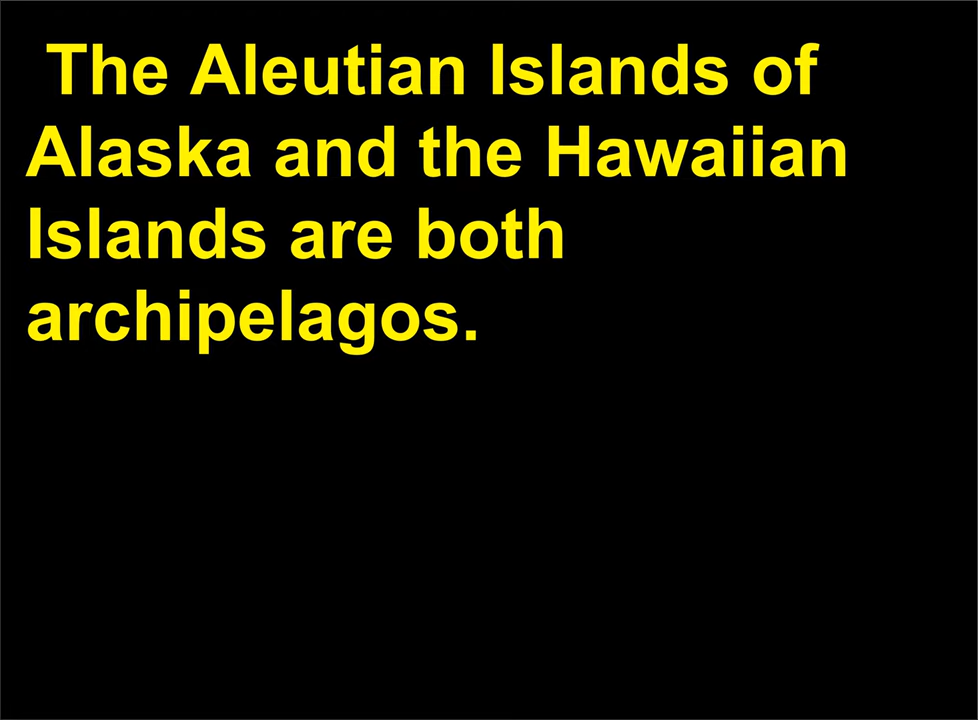 The Aleutian Islands of
Alaska and the Hawaiian
Islands are both
archipelagos.